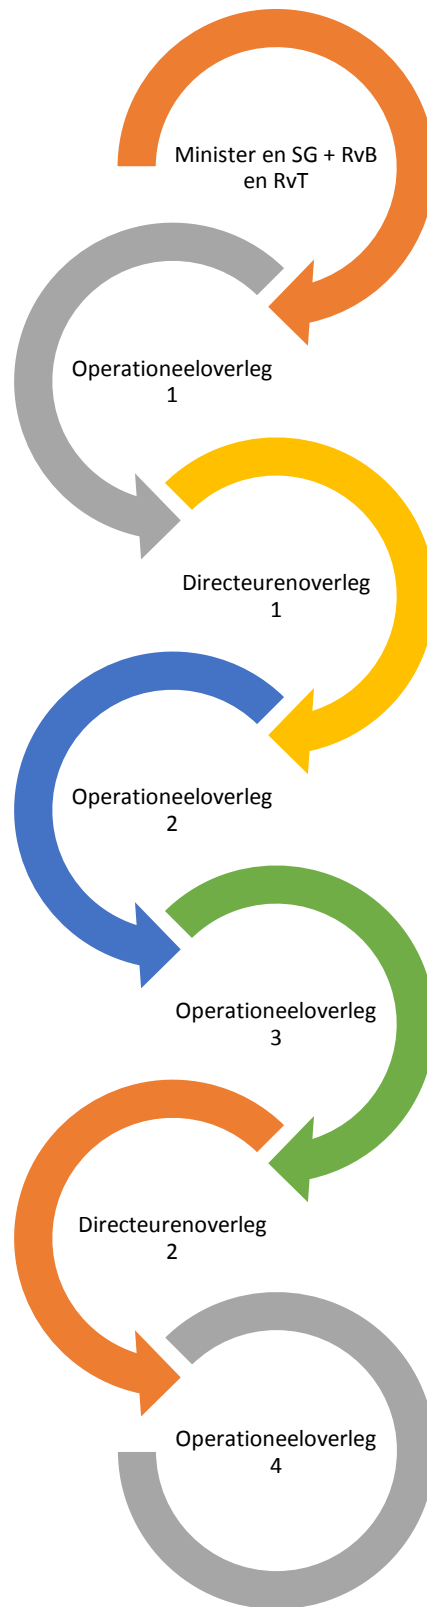 Minister en SG + RvB
en RvT
Operationeeloverleg
1
Directeurenoverleg
1
Operationeeloverleg
2
Operationeeloverleg
3
Directeurenoverleg
2
Operationeeloverleg
4